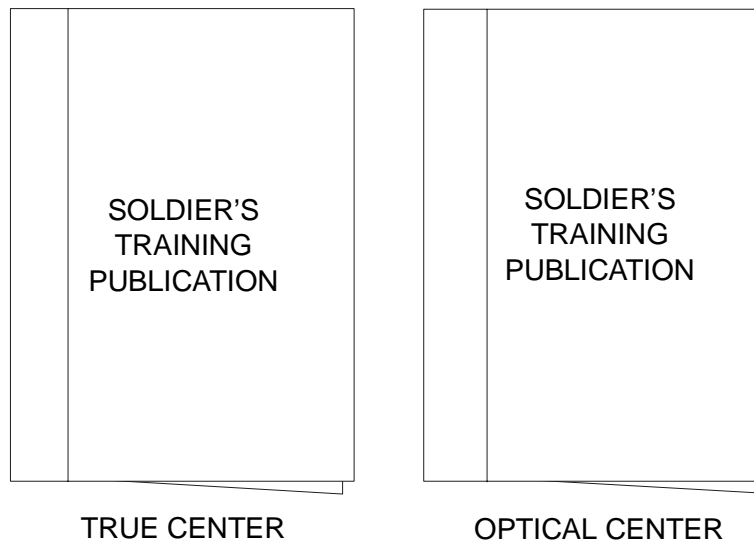 SOLDIER'S
TRAINING
PUBLICATION
TRUE CENTER
SOLDIER'S
TRAINING
PUBLICATION
OPTICAL CENTER